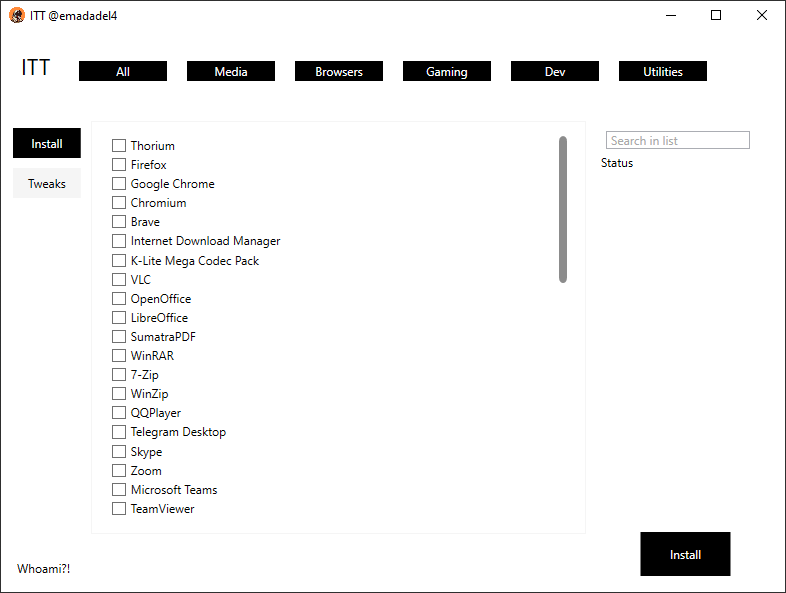 ITT @emadadel4
ITT
All
Media
Browsers
Gaming
Dev
Utilities
Install
Tweaks
Thorium
Firefox
Google Chrome
Chromium
Brave
Internet Download Manager
K-Lite Mega Codec Pack
VLC
OpenOffice
LibreOffice
SumatraPDF
WinRAR
7-Zip
WinZip
QQPlayer
Telegram Desktop
Skype
Zoom
Microsoft Teams
TeamViewer
Search in list
Status
Install
Whoami?!